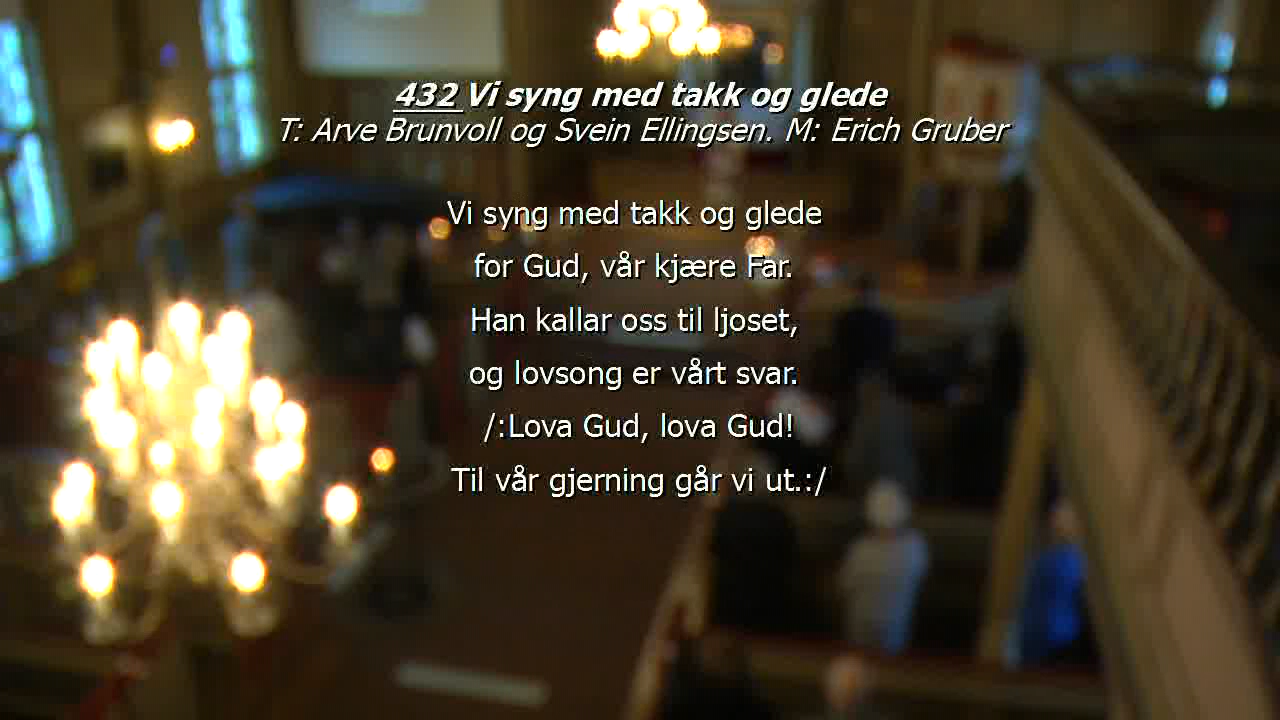 432 Vi syng med takk og glede
T: Arve Brunvoll og Svein Ellingsen. M: Erich Gruber
Vi syng med takk og glede
for Gud, vår kjære Far.
Han kallar oss til ljoset,
og lovsong er vårt svar.
/:Lova Gud, lova Gud!
Til vår gjerning går vi ut.:/